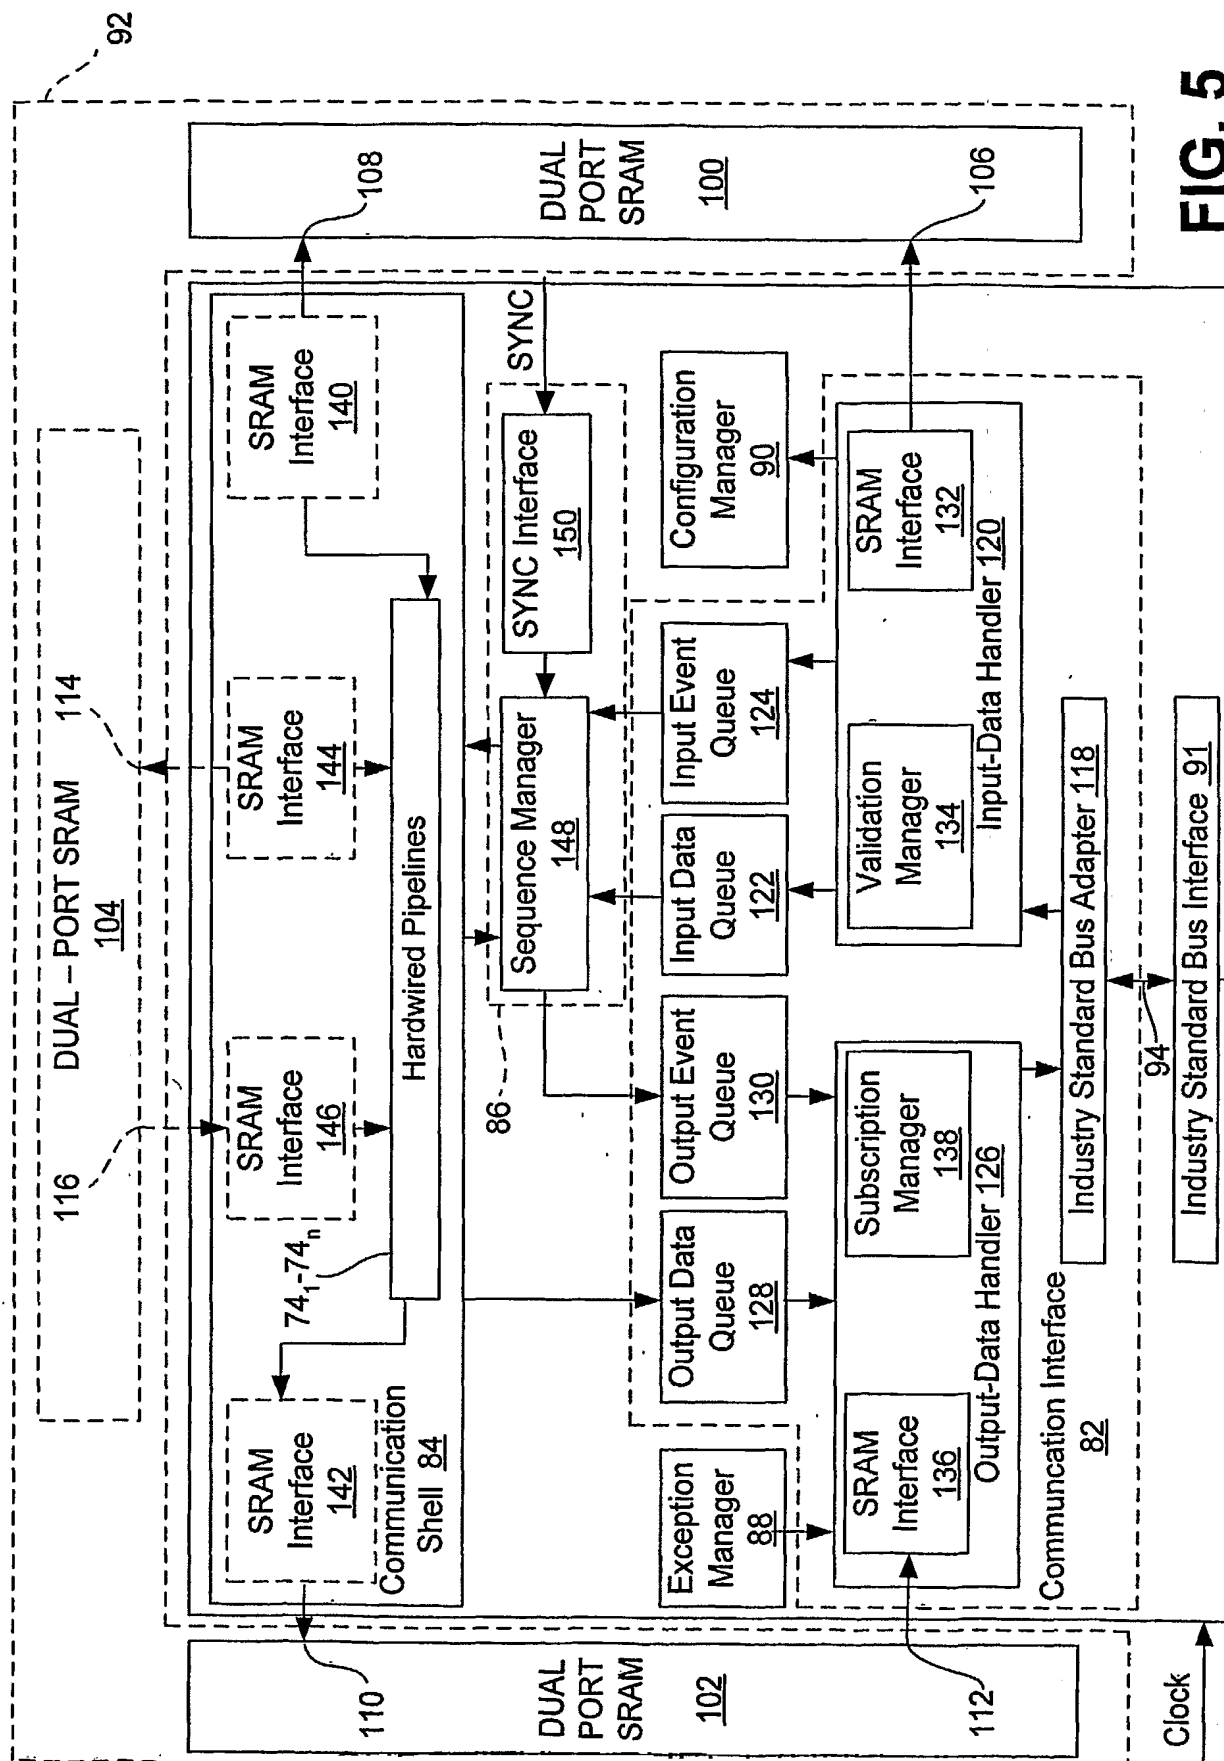 92
DUAL – PORT SRAM
104
116
114
SRAM
Interface
142
SRAM
Interface
146
SRAM
Interface
144
SRAM
Interface
140
74₁-74ₙ
Hardwired Pipelines
Communication
Shell 84
110
108
DUAL
PORT
SRAM
102
DUAL
PORT
SRAM
100
86
Sequence Manager
148
SYNC Interface
150
SYNC
Exception
Manager
88
Output Data
Queue
128
Output Event
Queue
130
Input Data
Queue
122
Input Event
Queue
124
Configuration
Manager
90
112
106
SRAM
Interface
136
Subscription
Manager
138
Output-Data Handler 126
Validation
Manager
134
SRAM
Interface
132
Input-Data Handler 120
Communcation Interface
82
Industry Standard Bus Adapter 118
94
Industry Standard Bus Interface 91
Clock
FIG. 5